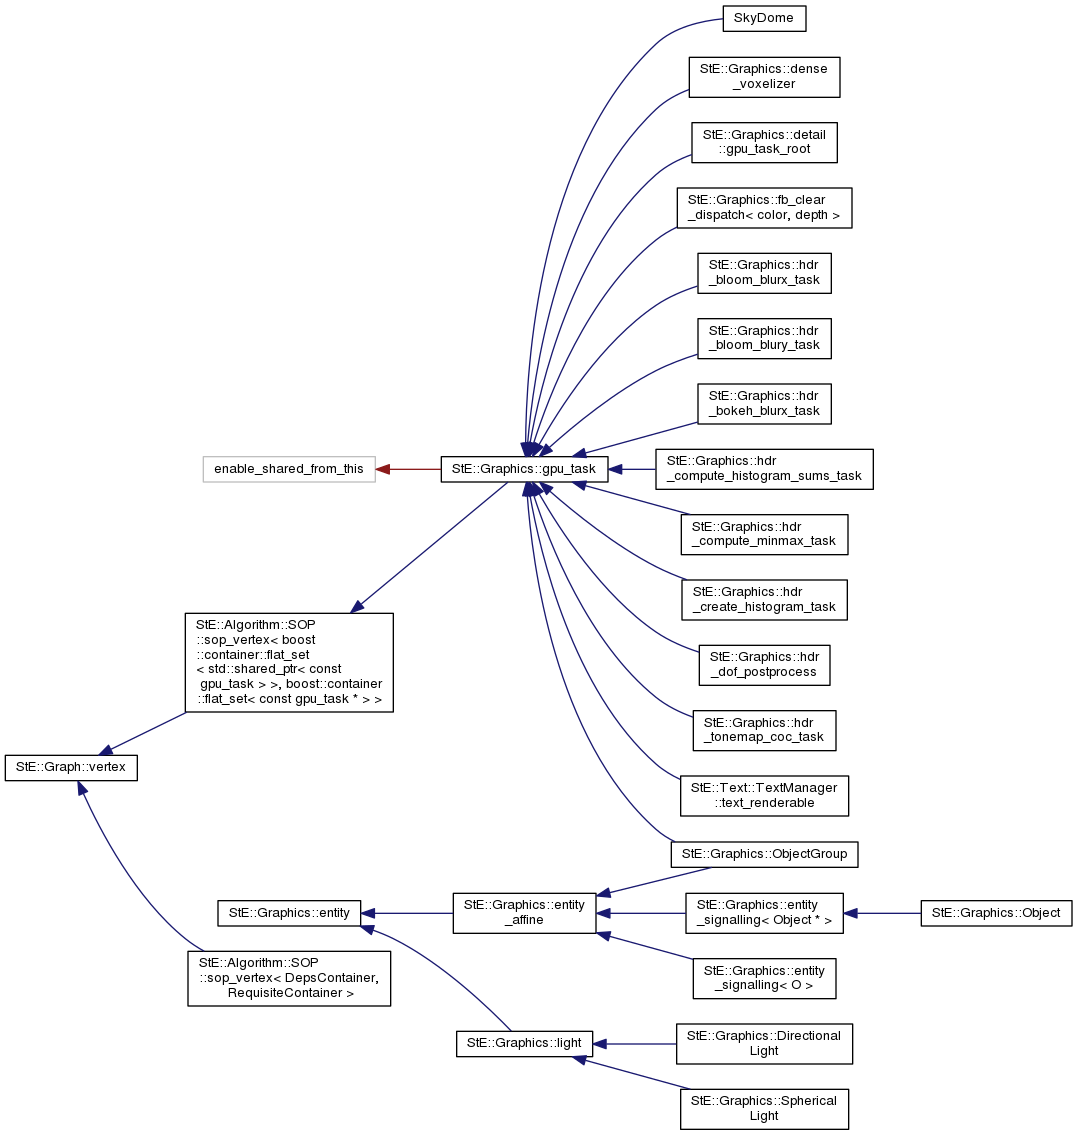 SkyDome
StE::Graphics::dense
_voxelizer
StE::Graphics::detail
::gpu_task_root
StE::Graphics::fb_clear
_dispatch< color, depth >
StE::Graphics::hdr
_bloom_blurx_task
StE::Graphics::hdr
_bloom_blury_task
StE::Graphics::hdr
_bokeh_blurx_task
enable_shared_from_this
StE::Graphics::gpu_task
StE::Graphics::hdr
_compute_histogram_sums_task
StE::Graphics::hdr
_compute_minmax_task
StE::Graphics::hdr
_create_histogram_task
StE::Algorithm::SOP
::sop_vertex< boost
::container::flat_set
< std::shared_ptr< const
gpu_task > >, boost::container
::flat_set< const gpu_task * > >
StE::Graphics::hdr
_dof_postprocess
StE::Graphics::hdr
_tonemap_coc_task
StE::Graph::vertex
StE::Text::TextManager
::text_renderable
StE::Graphics::ObjectGroup
StE::Graphics::entity
StE::Graphics::entity
_affine
StE::Graphics::entity
_signalling< Object * >
StE::Graphics::Object
StE::Algorithm::SOP
::sop_vertex< DepsContainer,
RequisiteContainer >
StE::Graphics::entity
_signalling< O >
StE::Graphics::light
StE::Graphics::Directional
Light
StE::Graphics::Spherical
Light